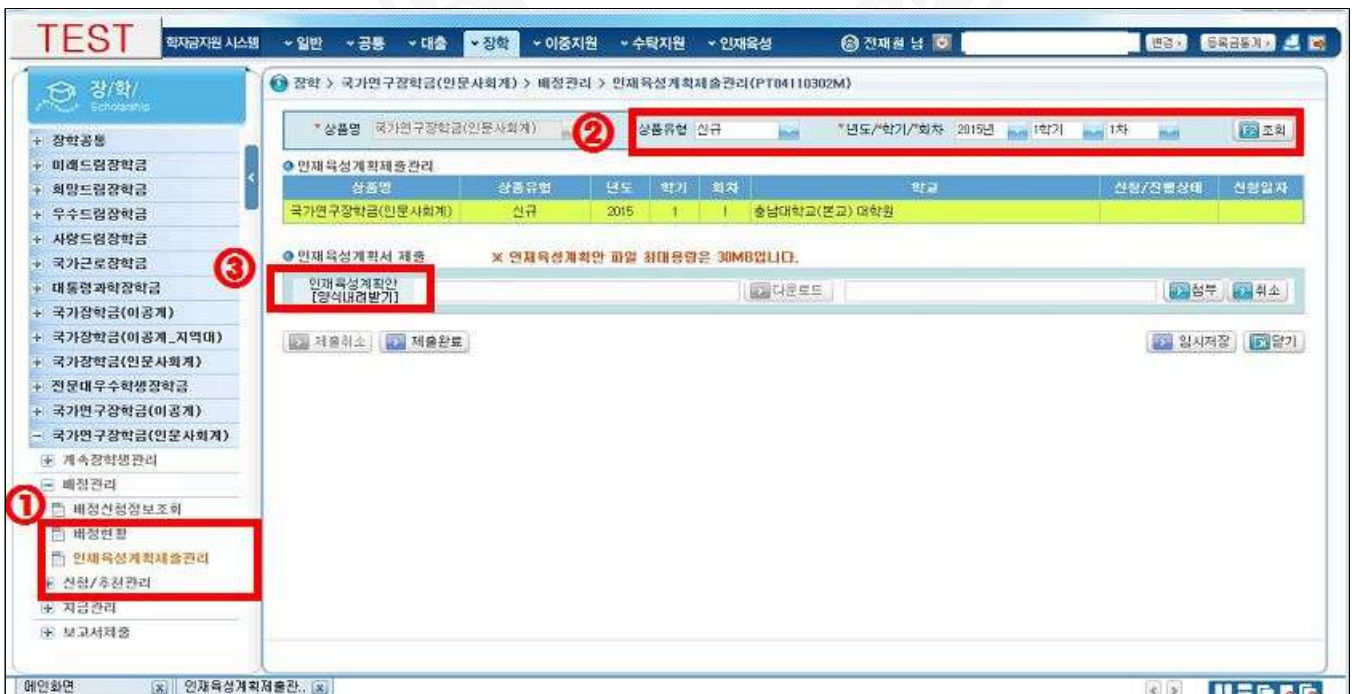 TEST 학자금지원 시스템 일반 공통 대출 장학 이중지원 수탁지원 인재육성 변경 등록금통계
장/학/
Scholarship
장학 > 국가연구장학금(인문사회계) > 배정관리 > 인재육성계획제출관리(PT04110302M)
*상품명 국가연구장학금(인문사회계) ② 상품유형 신규 *년도/*학기/*회차 2015년 1학기 1차 조회
인재육성계획제출관리
상품명 상품유형 년도 학기 회차 학교 신청/진행상태 신청일자
국가연구장학금(인문사회계) 신규 2015 1 1 충남대학교(본교) 대학원
인재육성계획서 제출 ※ 인재육성계획안 파일 최대용량은 30MB입니다.
③
인재육성계획안
[양식내려받기]
다운로드 첨부 취소
제출취소 제출완료 임시저장 닫기
장학공통
미래드림장학금
희망드림장학금
우수드림장학금
사랑드림장학금
국가근로장학금
대통령과학장학금
국가장학금(이공계)
국가장학금(이공계_지역대)
국가장학금(인문사회계)
전문대우수학생장학금
국가연구장학금(이공계)
국가연구장학금(인문사회계)
계속장학생관리
배정관리
①
배정신청정보조회
배정현황
인재육성계획제출관리
신청/추천관리
지급관리
보고서제출
메인화면 인재육성계획제출관..